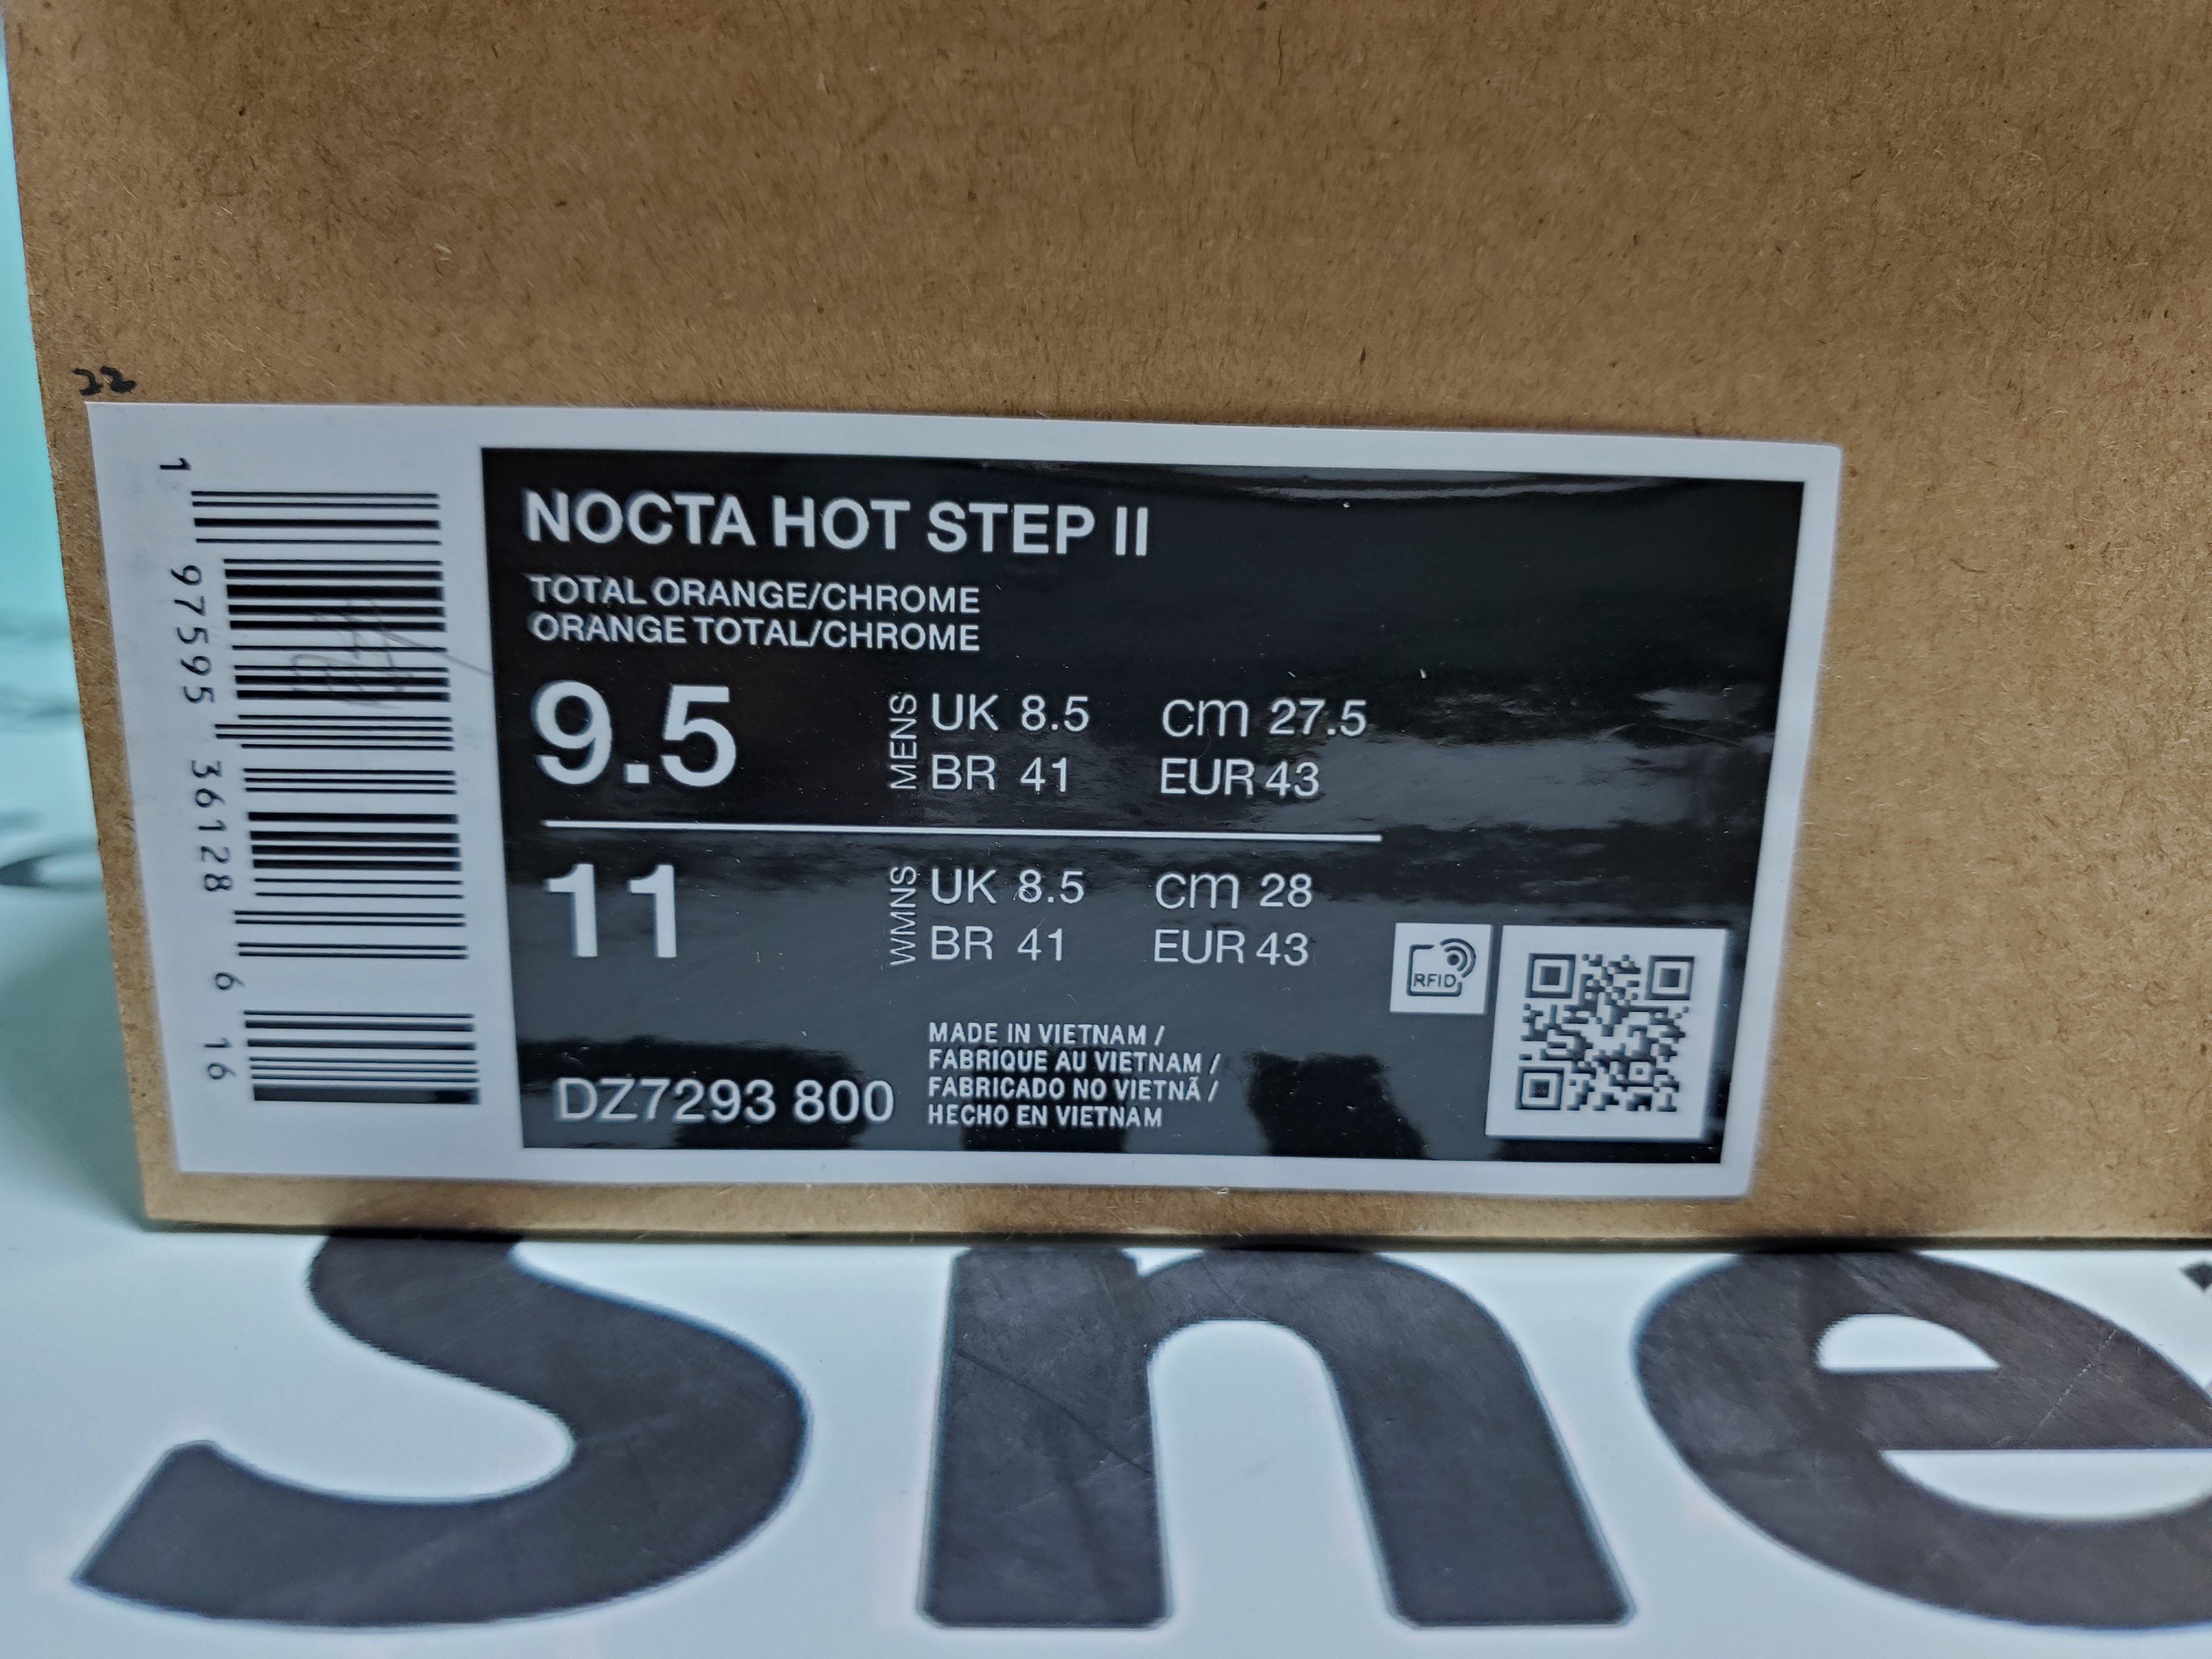 22
1 97595 36128 6 16
NOCTA HOT STEP II
TOTAL ORANGE/CHROME
ORANGE TOTAL/CHROME
9.5 MENS UK 8.5 cm 27.5
BR 41 EUR 43
11 WMNS UK 8.5 cm 28
BR 41 EUR 43
RFID
MADE IN VIETNAM /
FABRIQUE AU VIETNAM /
FABRICADO NO VIETNÃ /
HECHO EN VIETNAM
DZ7293 800
sne